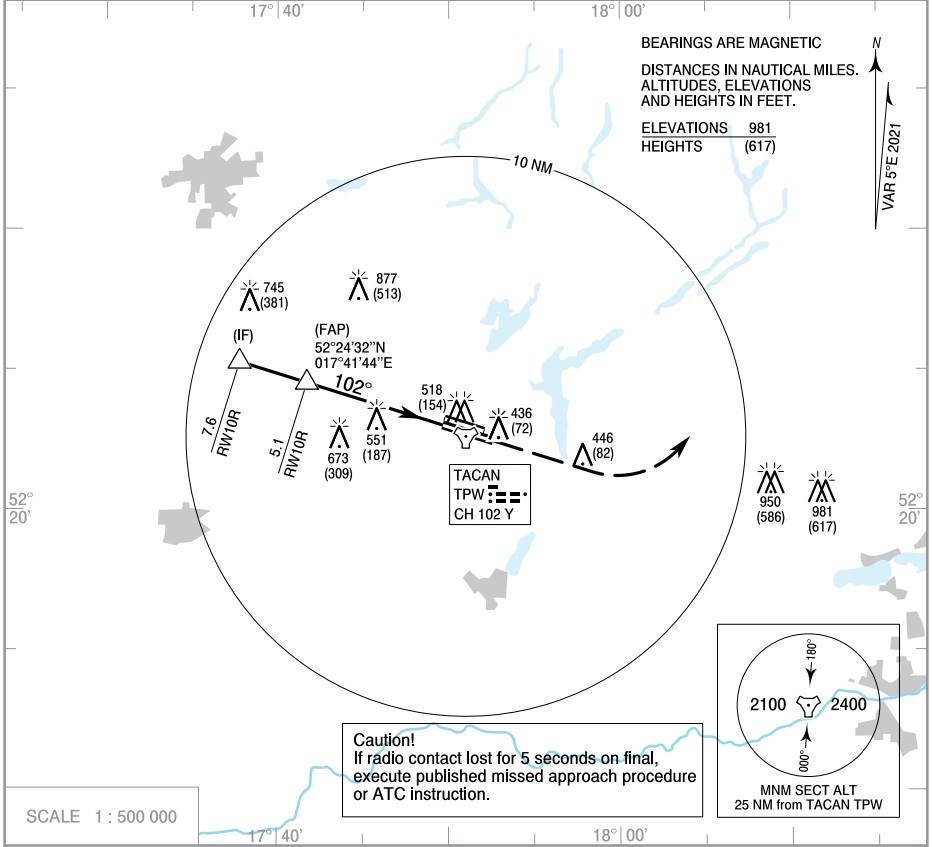 17° 40'
18° 00'
BEARINGS ARE MAGNETIC
DISTANCES IN NAUTICAL MILES.
ALTITUDES, ELEVATIONS
AND HEIGHTS IN FEET.
ELEVATIONS 981
HEIGHTS (617)
N
VAR 5°E 2021
10 NM
745
(381)
877
(513)
(IF)
(FAP)
52°24'32"N
017°41'44"E
102°
7.6
RW10R
5.1
RW10R
673
(309)
551
(187)
518
(154)
436
(72)
446
(82)
TACAN
TPW
CH 102 Y
950
(586)
981
(617)
52°
20'
52°
20'
180°
2100
2400
000°
MNM SECT ALT
25 NM from TACAN TPW
Caution!
If radio contact lost for 5 seconds on final,
execute published missed approach procedure
or ATC instruction.
SCALE 1 : 500 000
17° 40'
18° 00'